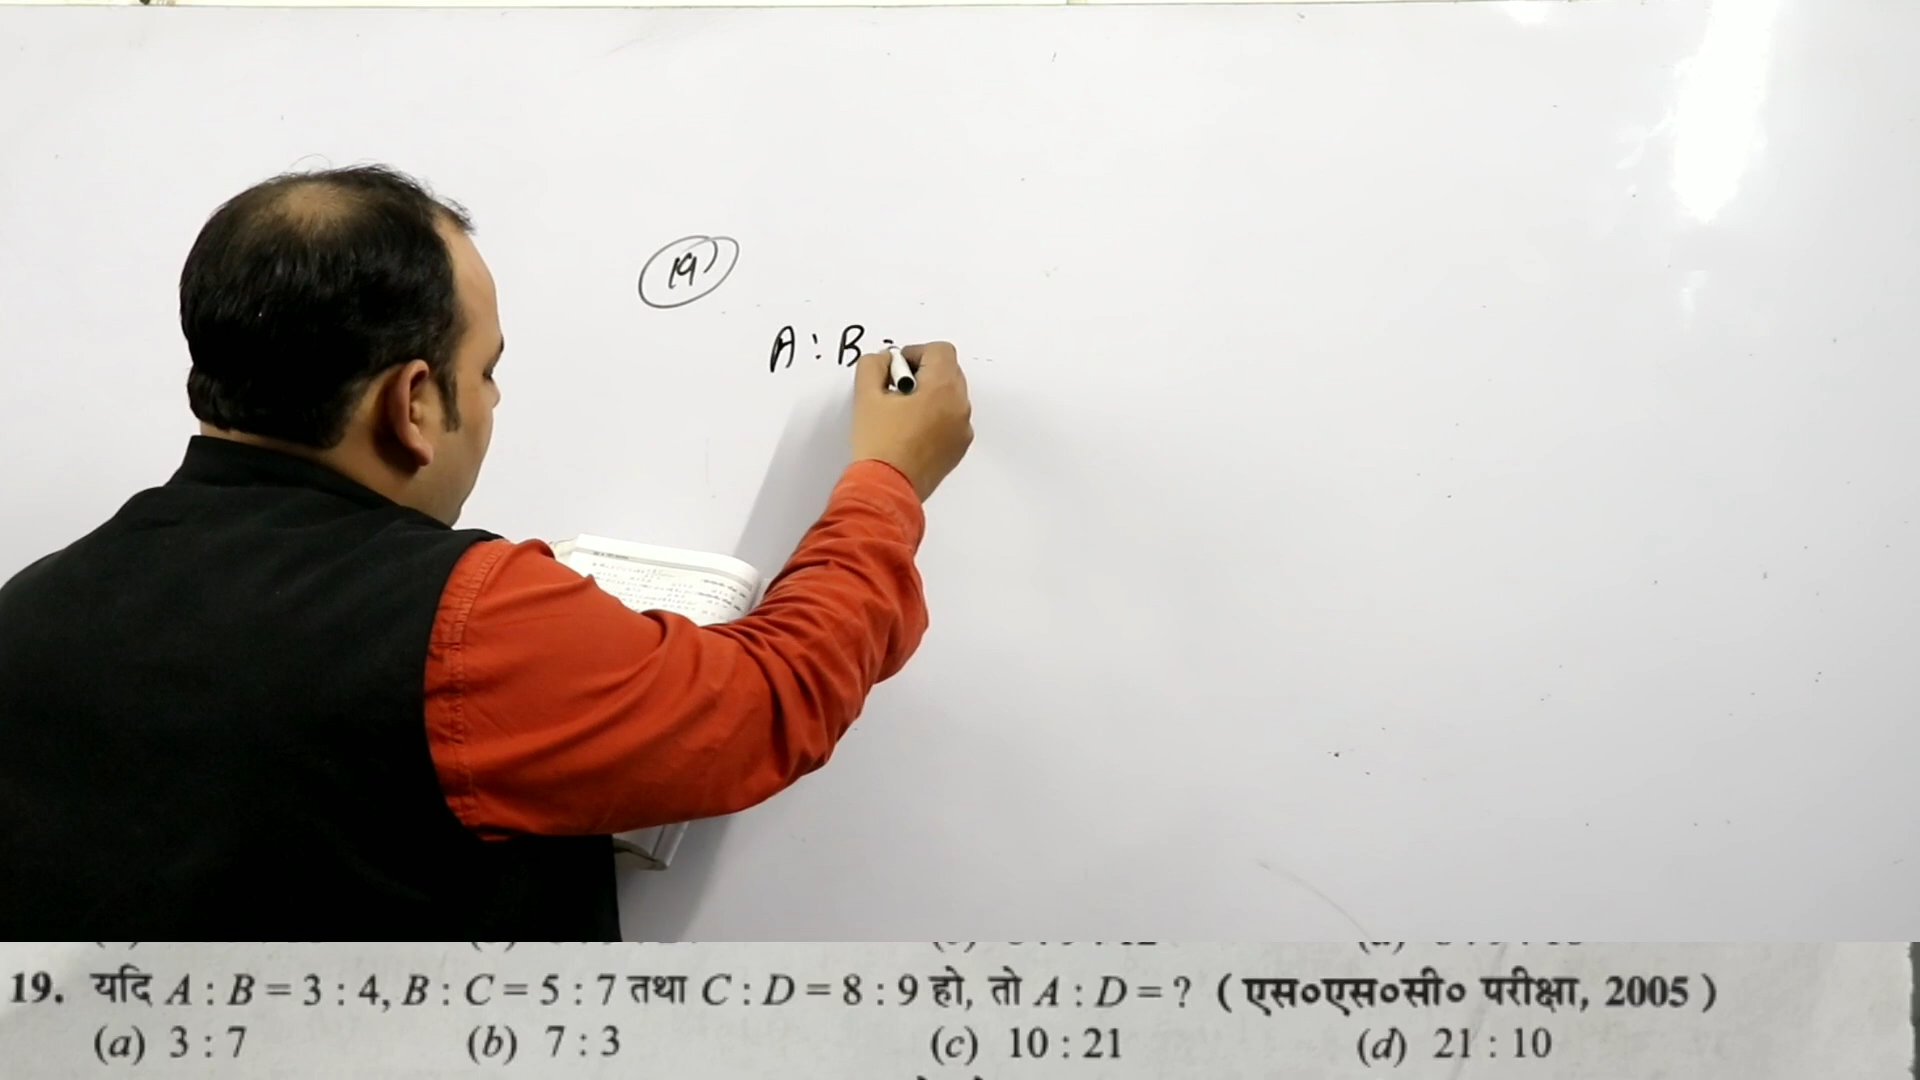 19
A : B =
19. यदि A : B = 3 : 4, B : C = 5 : 7 तथा C : D = 8 : 9 हो, तो A : D = ? ( एस०एस०सी० परीक्षा, 2005 )
(a) 3 : 7 (b) 7 : 3 (c) 10 : 21 (d) 21 : 10